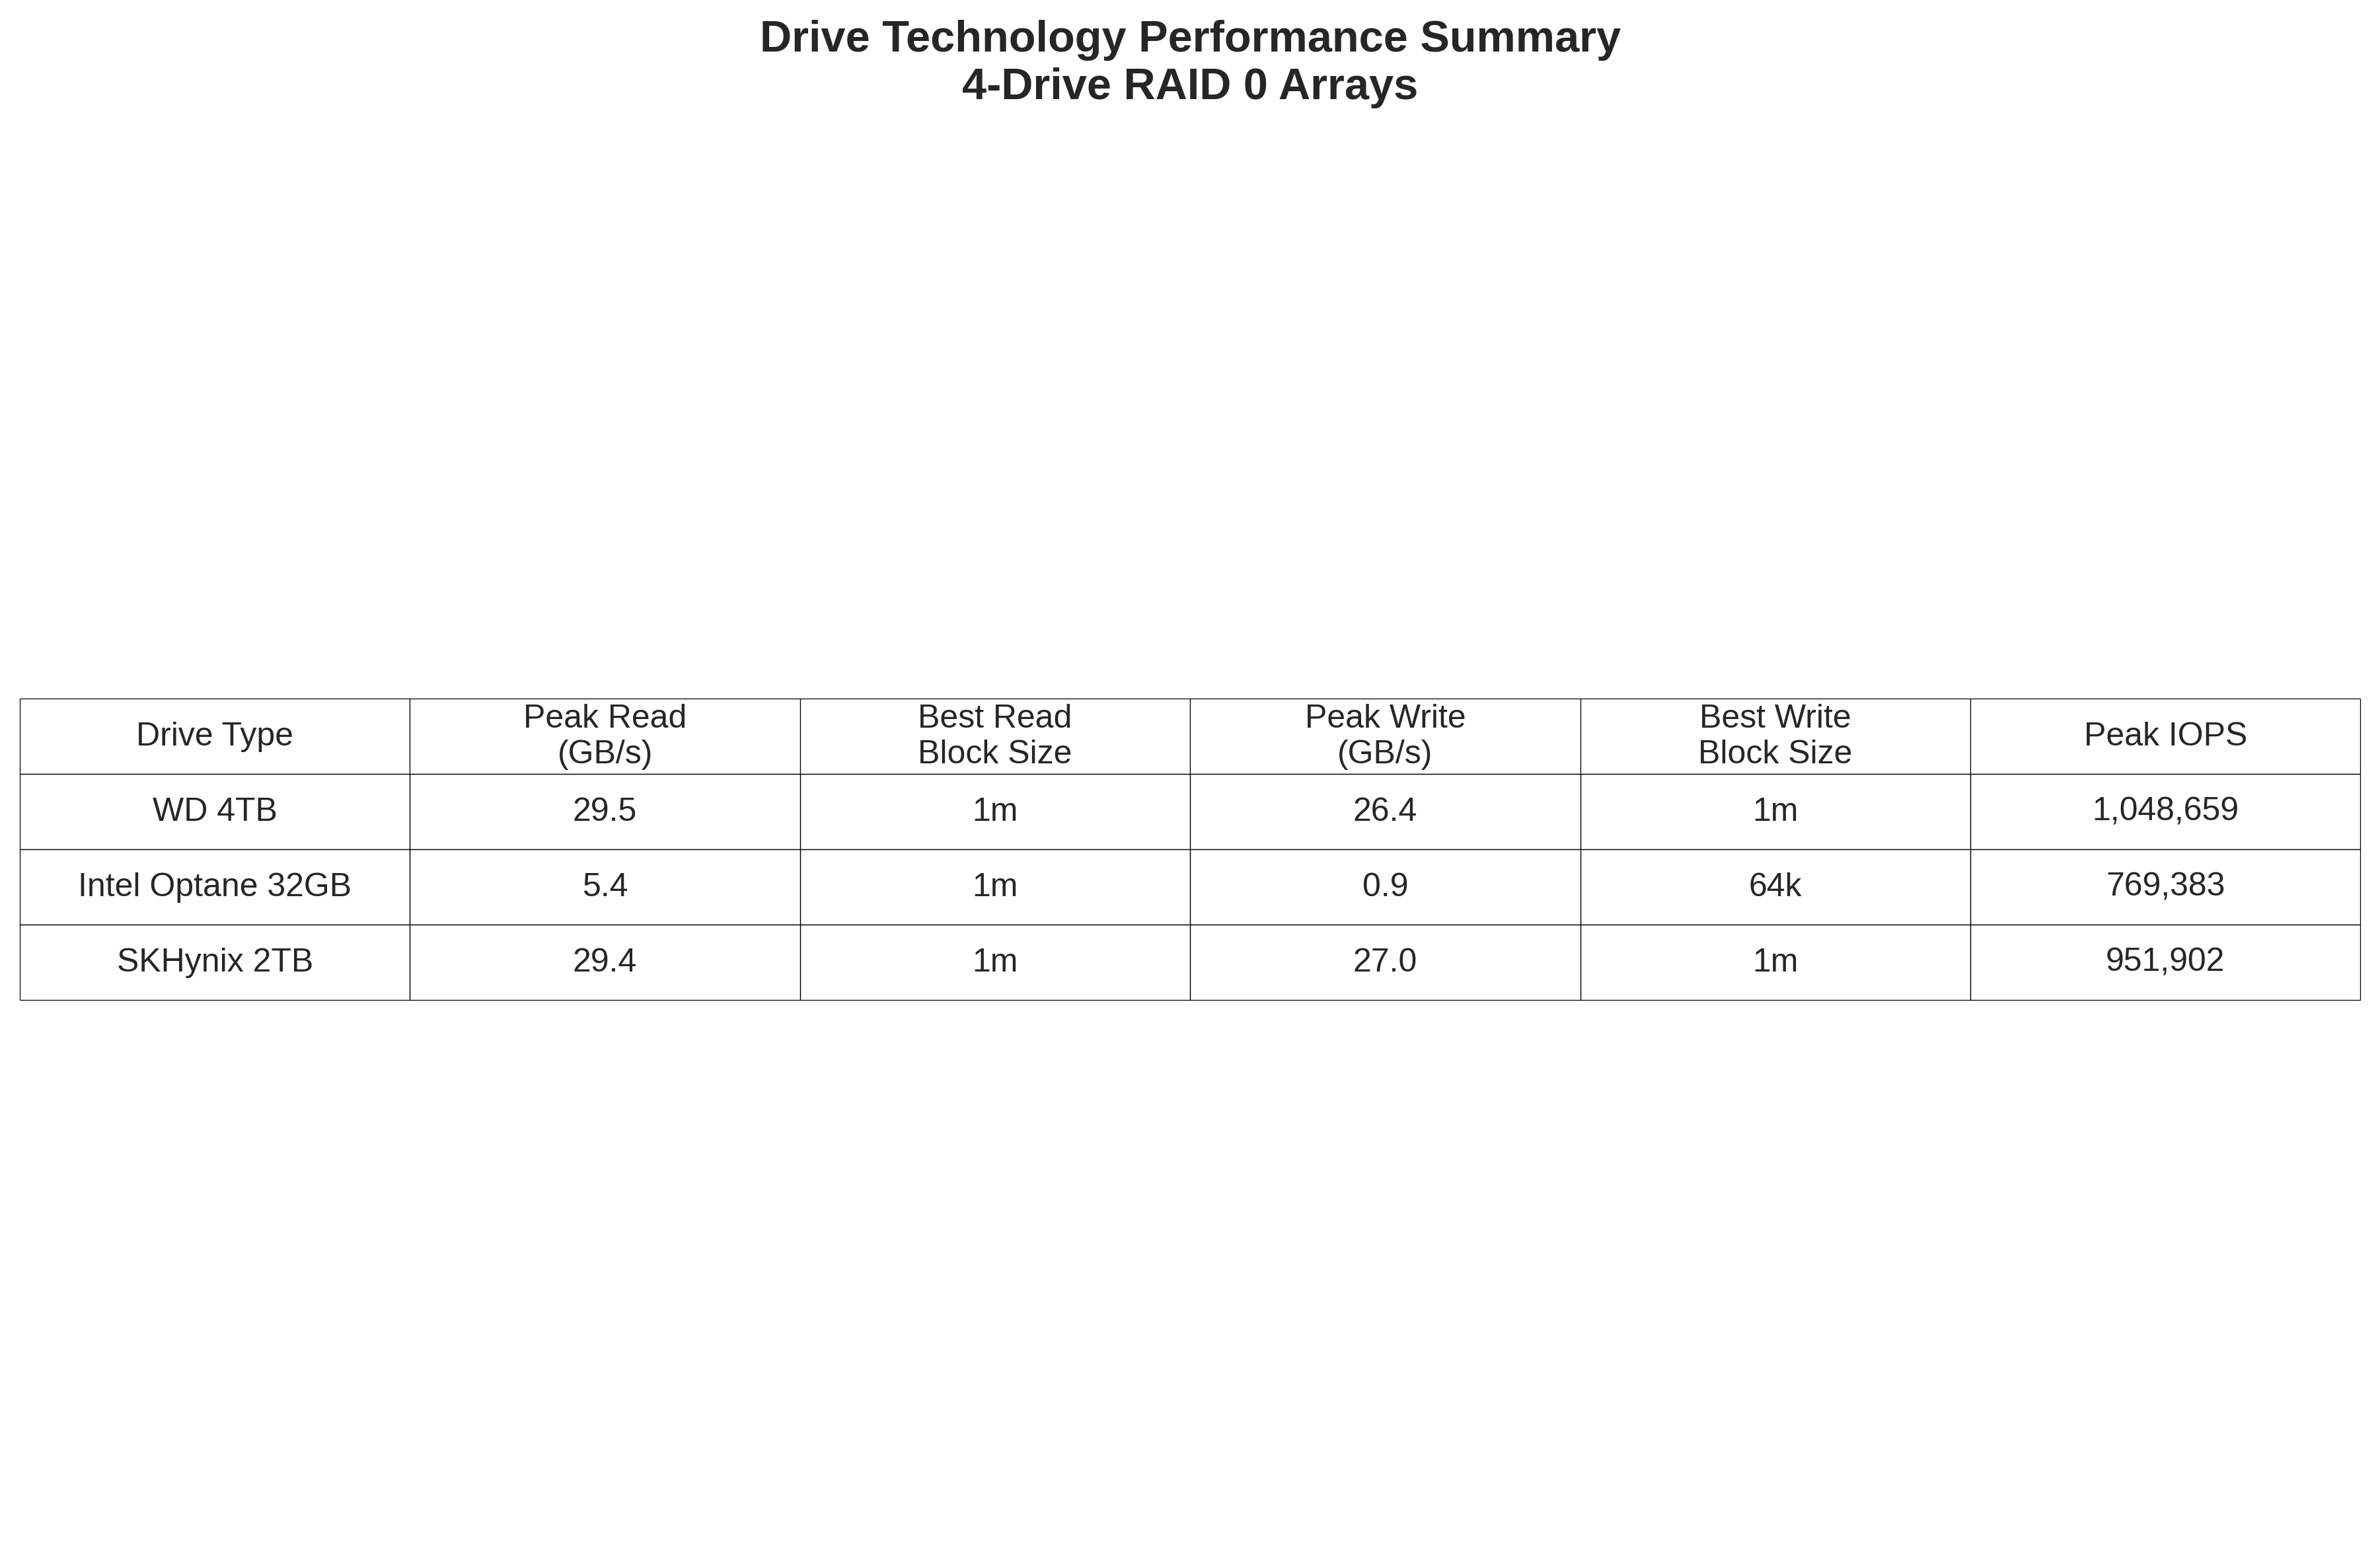 Drive Technology Performance Summary
4-Drive RAID 0 Arrays
Drive Type
Peak Read
(GB/s)
Best Read
Block Size
Peak Write
(GB/s)
Best Write
Block Size
Peak IOPS
WD 4TB
29.5
1m
26.4
1m
1,048,659
Intel Optane 32GB
5.4
1m
0.9
64k
769,383
SKHynix 2TB
29.4
1m
27.0
1m
951,902